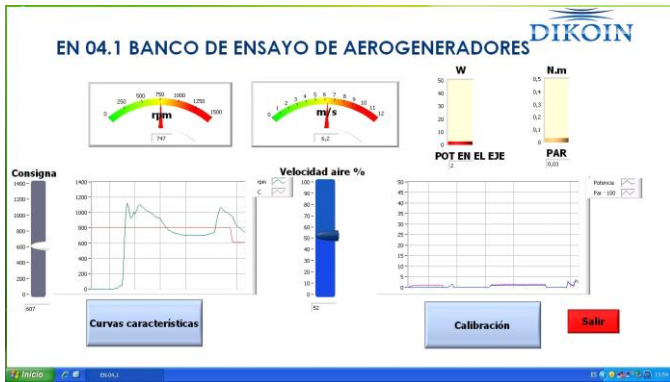 DIKOIN
EN 04.1 BANCO DE ENSAYO DE AEROGENERADORES
W
N.m
0 250 500 750 1000 1250 1500
rpm
747
0 1 2 3 4 5 6 7 8 9 10 11 12
m/s
6,2
50
40
30
20
10
0
0,5
0,4
0,3
0,2
0,1
0
POT EN EL EJE
2
PAR
0,03
Consigna
1400
1200
1000
800
600
400
200
0
607
1400
1200
1000
800
600
400
200
0
rpm
C
Velocidad aire %
100
90
80
70
60
50
40
30
20
10
0
52
50
45
40
35
30
25
20
15
10
5
0
Potencia
Par · 100
Curvas características
Calibración
Salir
Inicio
EN 04.1
ES